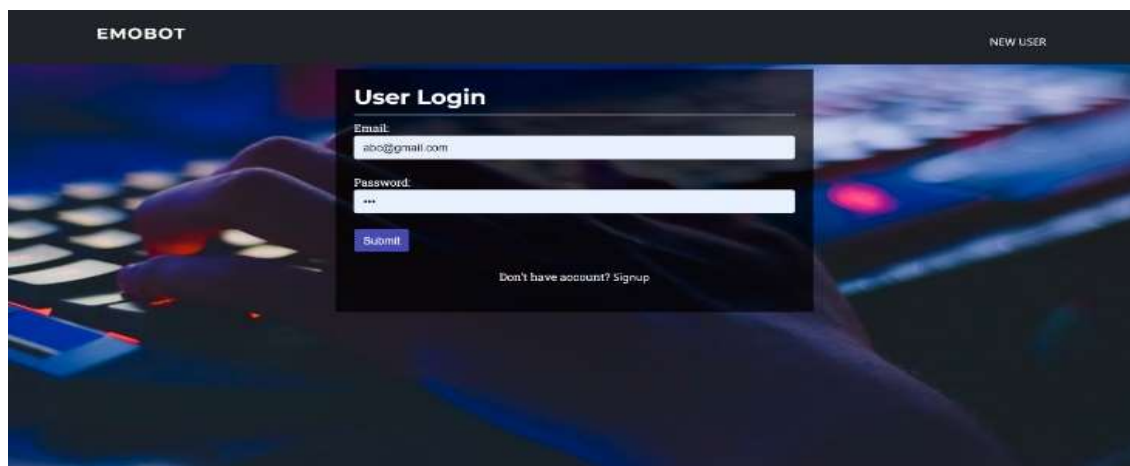 EMOBOT
NEW USER
User Login
Email:
abc@gmail.com
Password:
•••
Submit
Don't have account? Signup